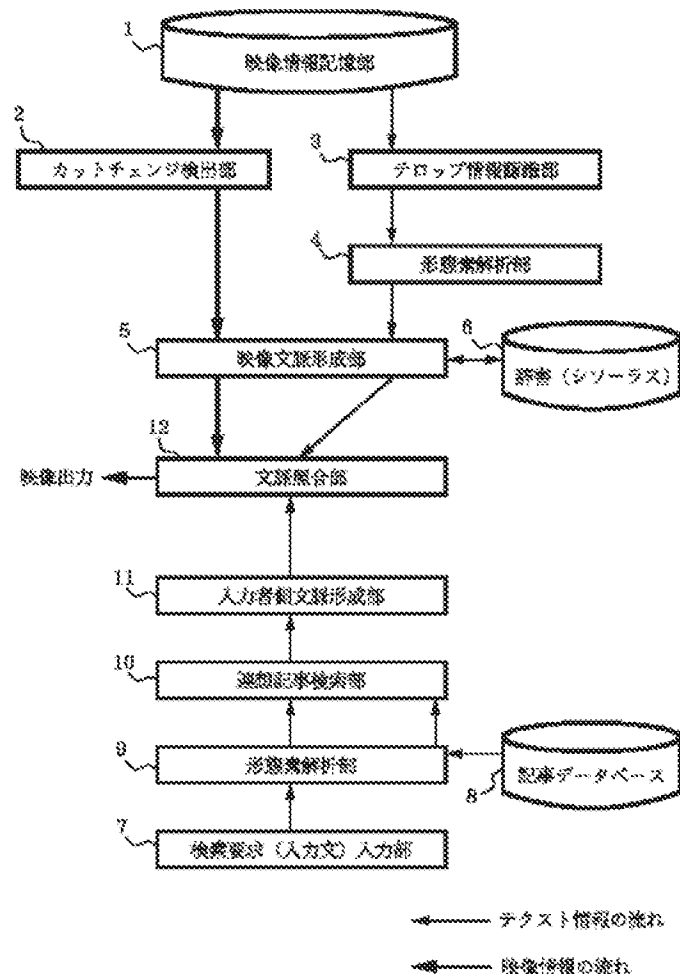 1
映像情報記憶部
2
カットチェンジ検出部
3
テロップ情報認識部
4
形態素解析部
5
映像文脈形成部
6
辞書（シソーラス）
12
文脈照合部
映像出力
11
入力者側文脈形成部
10
連想記事検索部
9
形態素解析部
8
記事データベース
7
検索要求（入力文）入力部
テクスト情報の流れ
映像情報の流れ